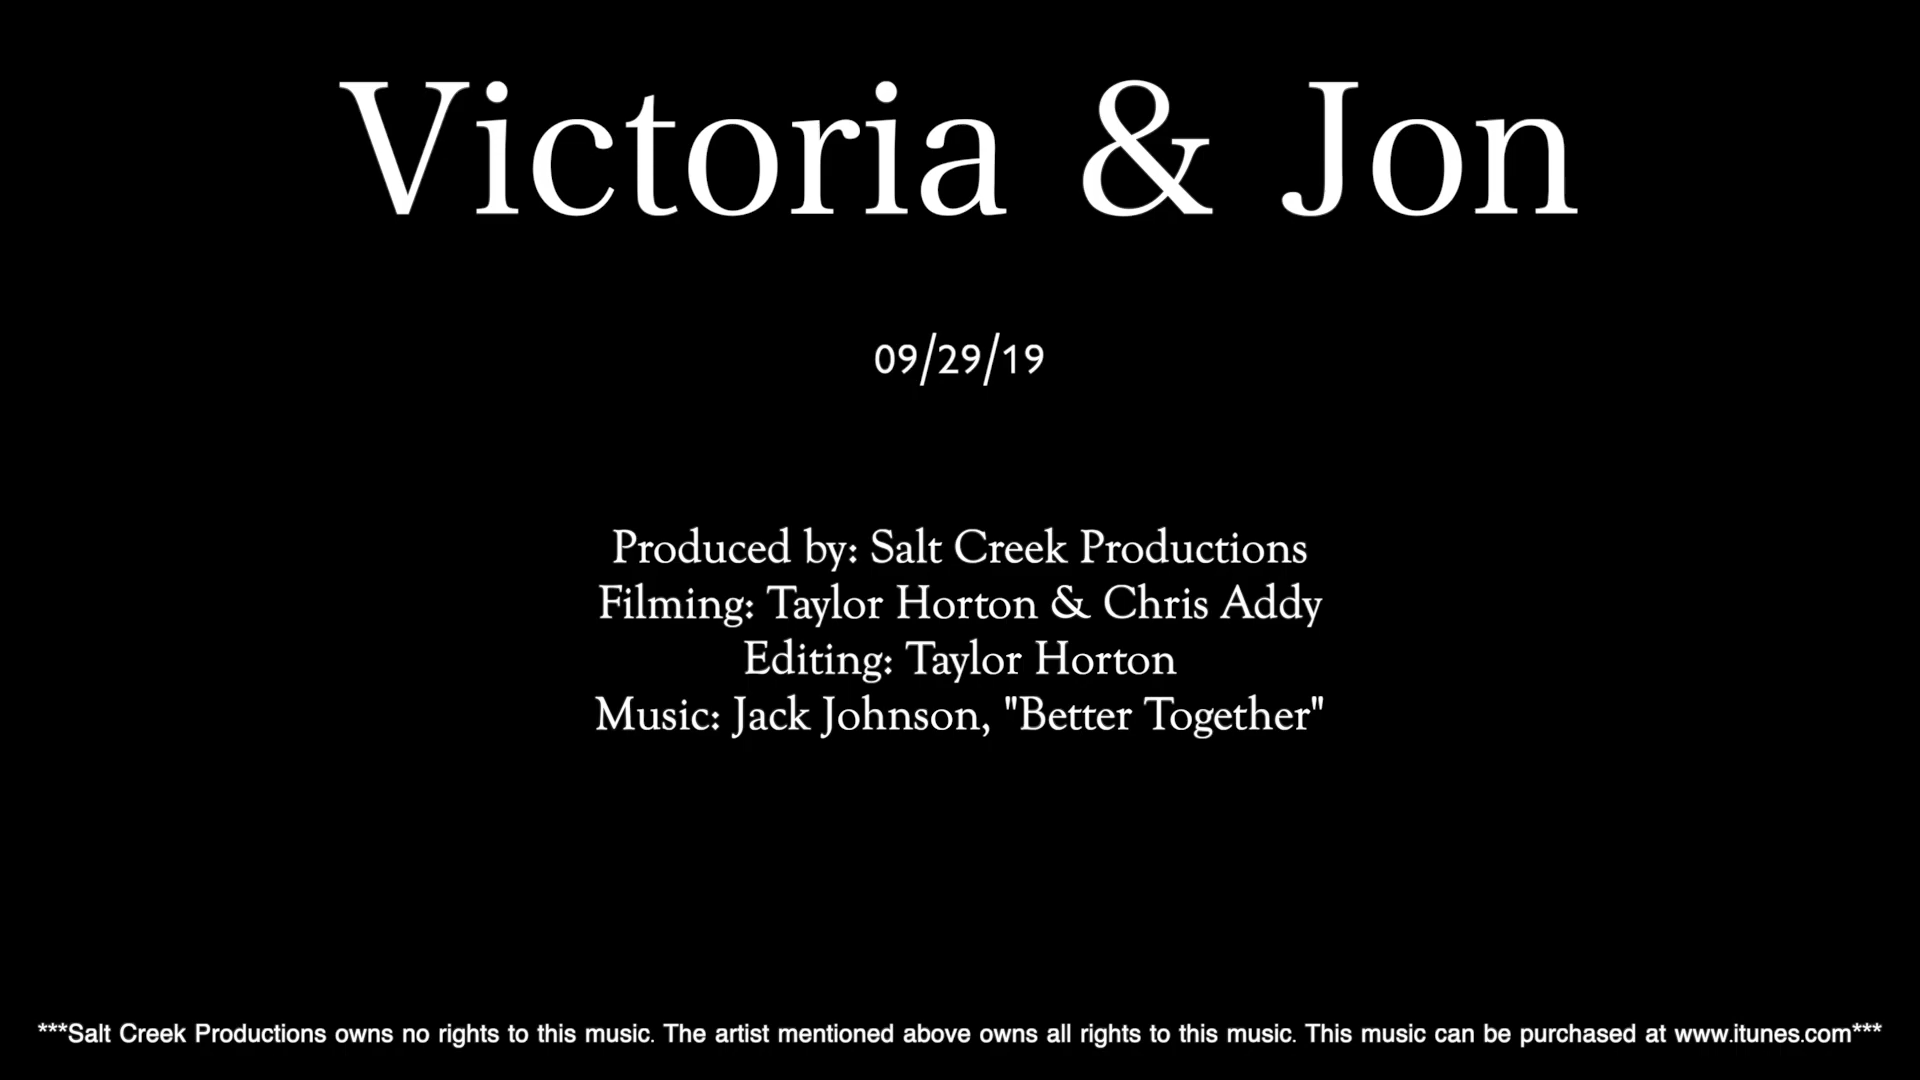 Victoria & Jon
09/29/19
Produced by: Salt Creek Productions
Filming: Taylor Horton & Chris Addy
Editing: Taylor Horton
Music: Jack Johnson, "Better Together"
***Salt Creek Productions owns no rights to this music. The artist mentioned above owns all rights to this music. This music can be purchased at www.itunes.com***